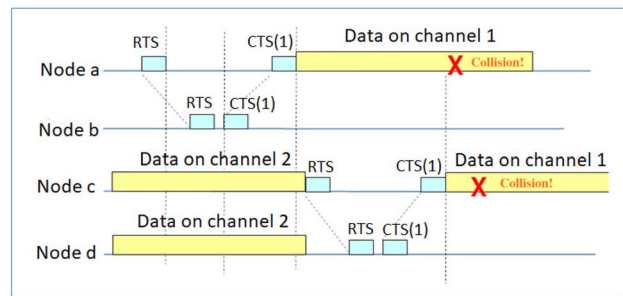 Data on channel 1
RTS
CTS(1)
Node a
X Collision!
RTS
CTS(1)
Node b
Data on channel 2
RTS
CTS(1)
Data on channel 1
Node c
X Collision!
Data on channel 2
RTS
CTS(1)
Node d